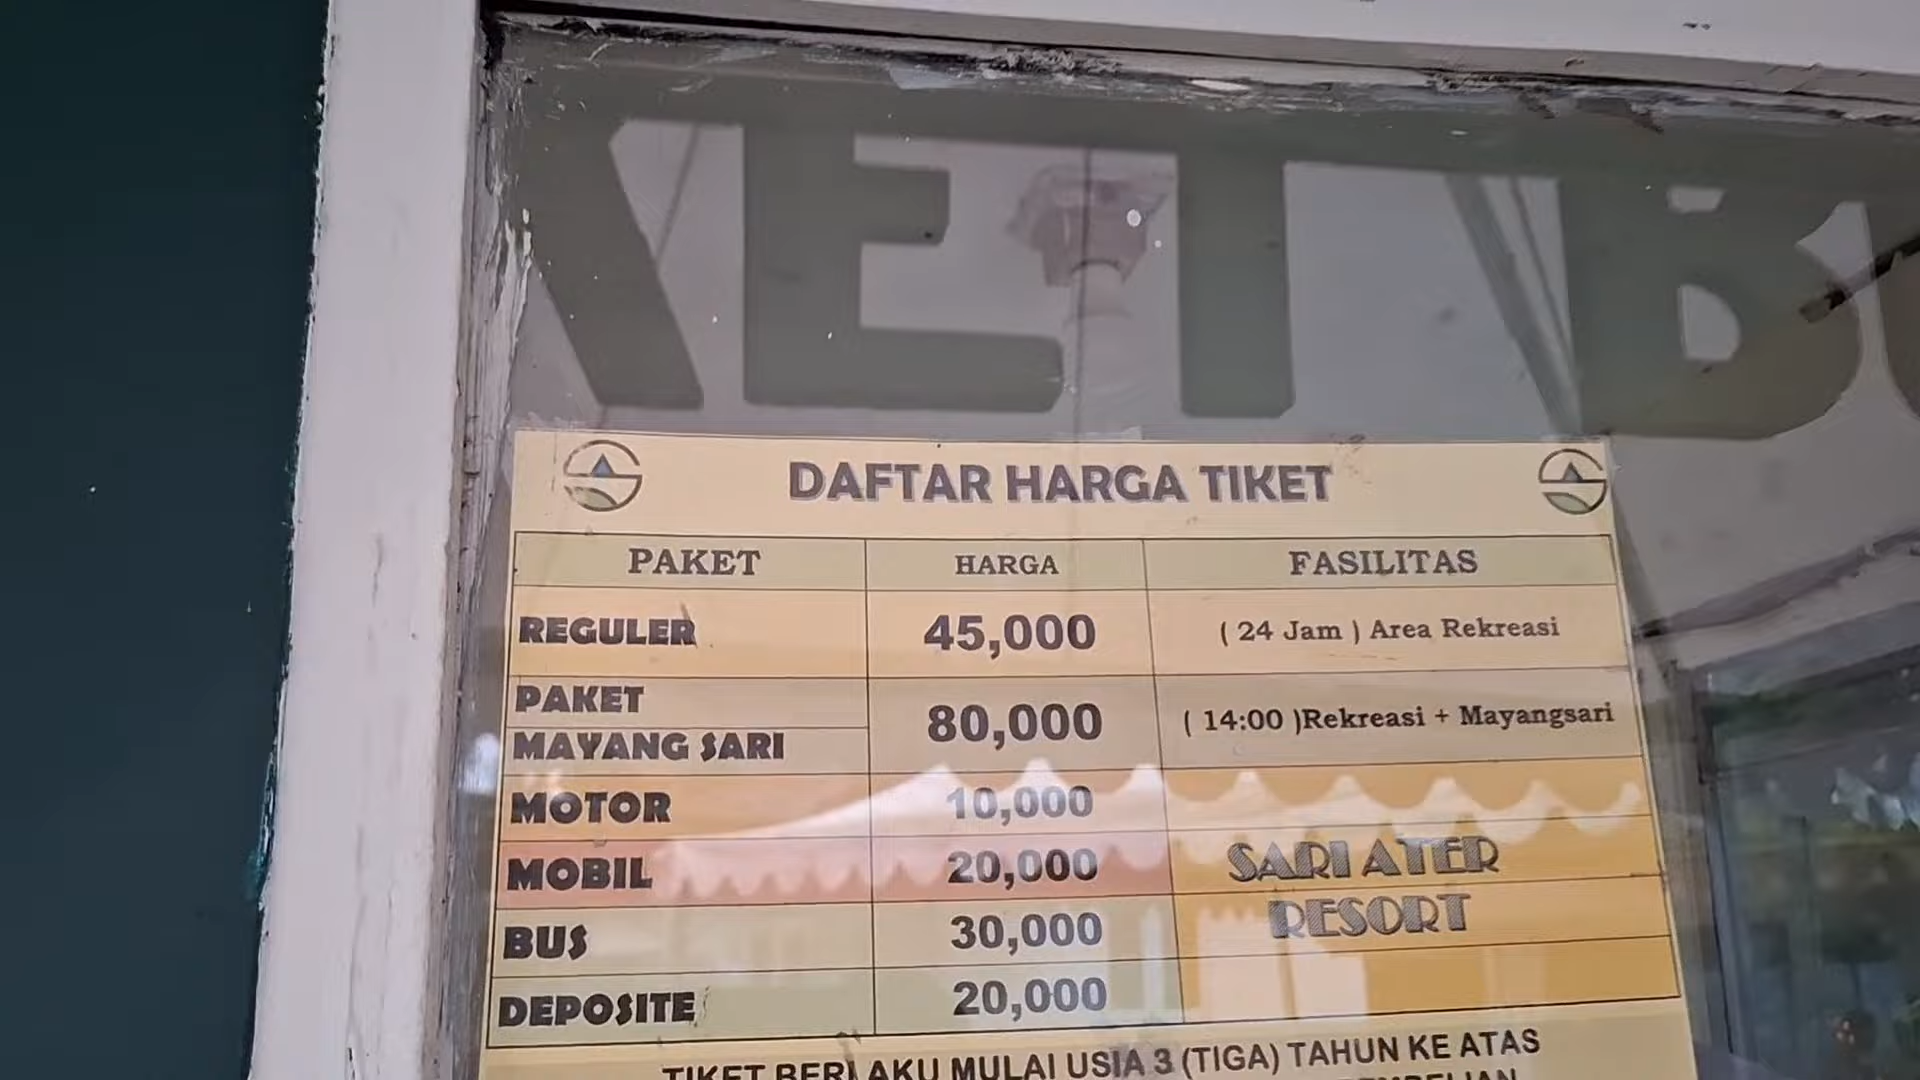 KET BO
DAFTAR HARGA TIKET
PAKET HARGA FASILITAS
REGULER 45,000 ( 24 Jam ) Area Rekreasi
PAKET
MAYANG SARI 80,000 ( 14:00 )Rekreasi + Mayangsari
MOTOR 10,000
MOBIL 20,000
SARI ATER
RESORT
BUS 30,000
DEPOSITE 20,000
TIKET BERLAKU MULAI USIA 3 (TIGA) TAHUN KE ATAS